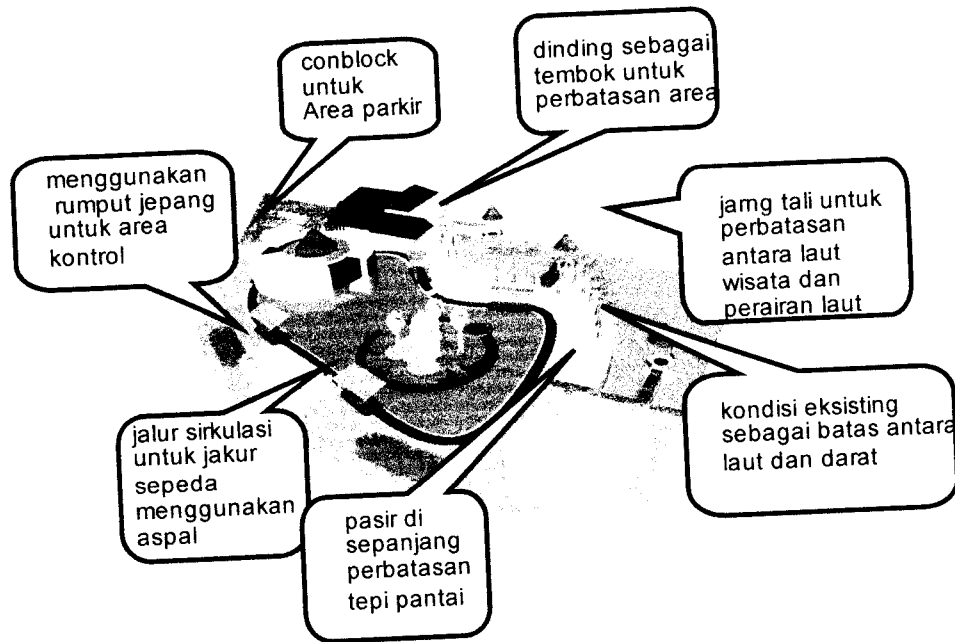 conblock
untuk
Area parkir
dinding sebagai
tembok untuk
perbatasan area
menggunakan
rumput jepang
untuk area
kontrol
jarng tali untuk
perbatasan
antara laut
wisata dan
perairan laut
jalur sirkulasi
untuk jakur
sepeda
menggunakan
aspal
pasir di
sepanjang
perbatasan
tepi pantai
kondisi eksisting
sebagai batas antara
laut dan darat